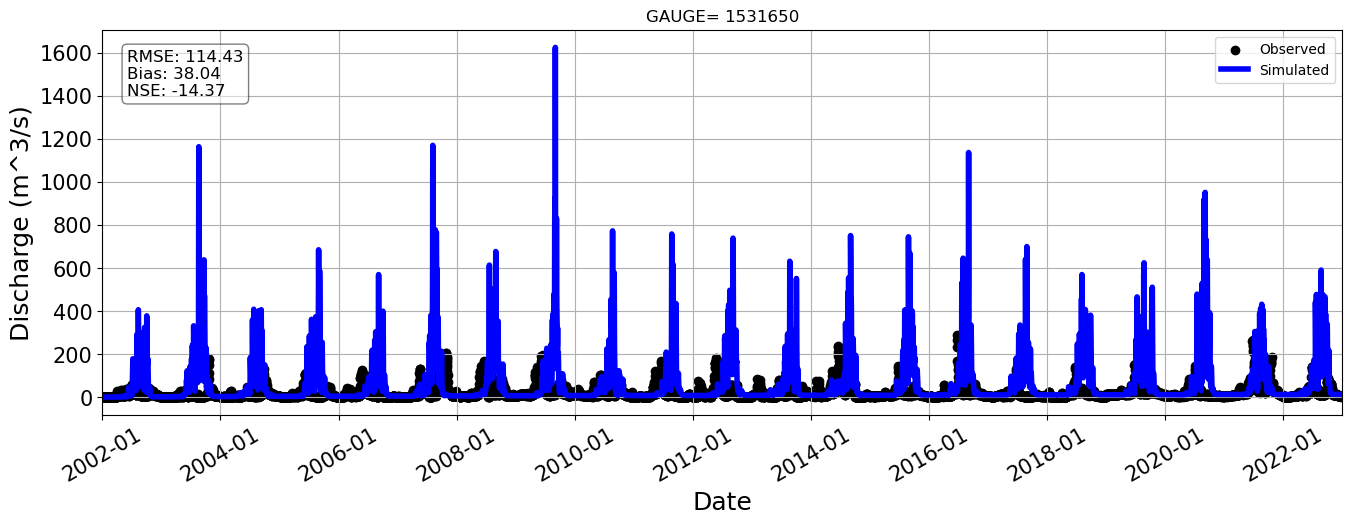 GAUGE= 1531650
RMSE: 114.43
Bias: 38.04
NSE: -14.37
Observed
Simulated
Discharge (m^3/s)
1600
1400
1200
1000
800
600
400
200
0
2002-01
2004-01
2006-01
2008-01
2010-01
2012-01
2014-01
2016-01
2018-01
2020-01
2022-01
Date